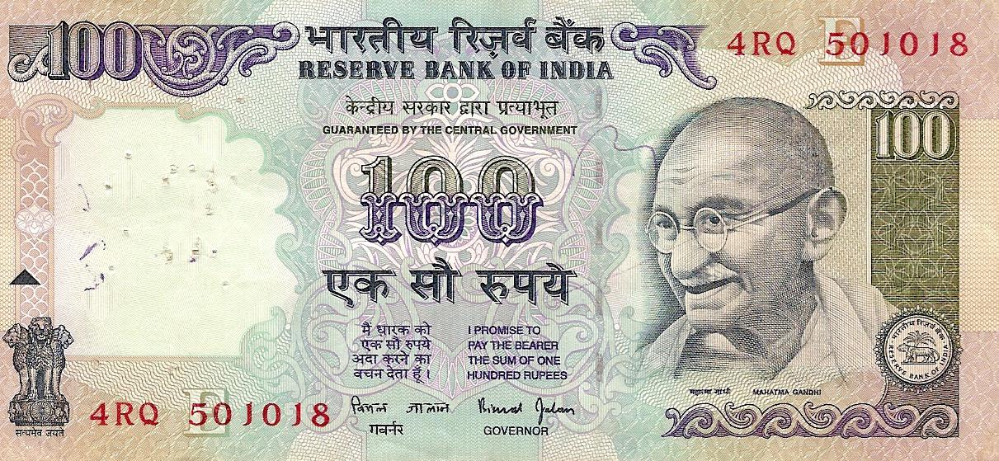 100
भारतीय रिज़र्व बैंक
RESERVE BANK OF INDIA
4RQ 501018
केन्द्रीय सरकार द्वारा प्रत्याभूत
GUARANTEED BY THE CENTRAL GOVERNMENT
100
100
एक सौ रुपये
मैं धारक को
एक सौ रुपये
अदा करने का
वचन देता हूँ।
I PROMISE TO
PAY THE BEARER
THE SUM OF ONE
HUNDRED RUPEES
बिमल जालान
Bimal Jalan
गवर्नर
GOVERNOR
महात्मा गांधी
MAHATMA GANDHI
भारतीय रिज़र्व बैंक
RESERVE BANK OF INDIA
सत्यमेव जयते
E
4RQ 501018
E